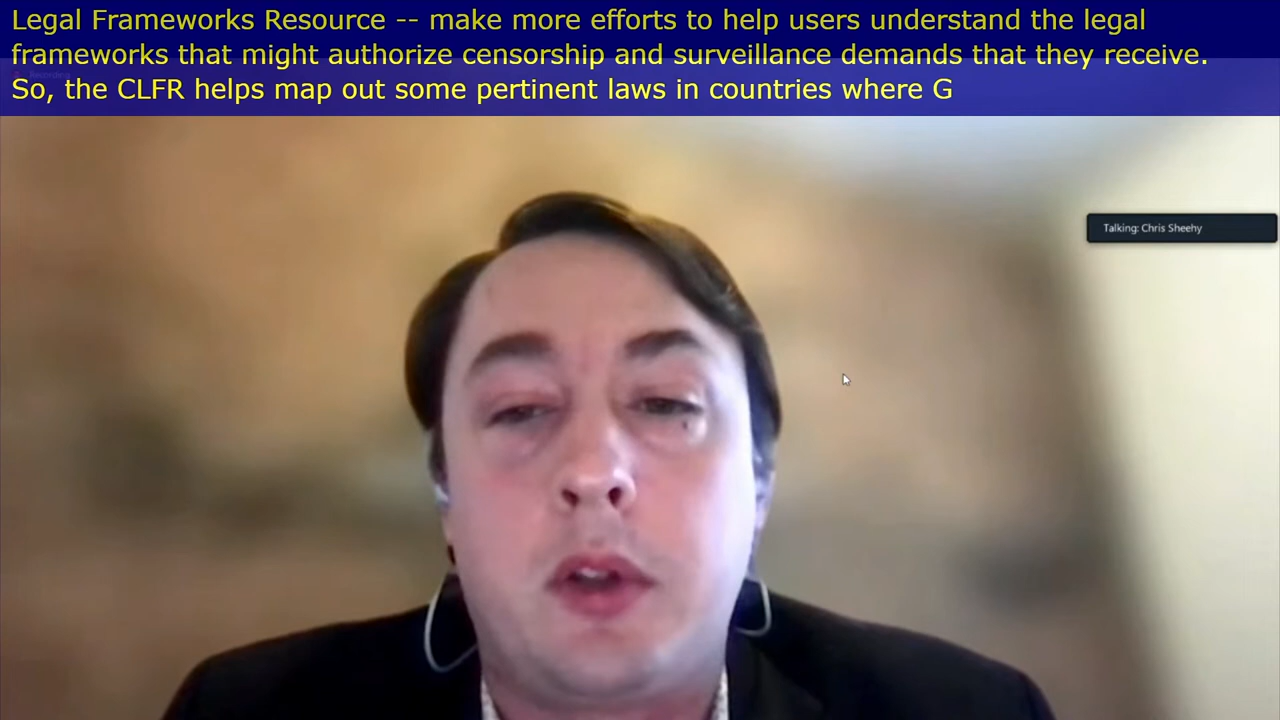 Legal Frameworks Resource -- make more efforts to help users understand the legal
frameworks that might authorize censorship and surveillance demands that they receive.
So, the CLFR helps map out some pertinent laws in countries where G
Recording
Talking: Chris Sheehy